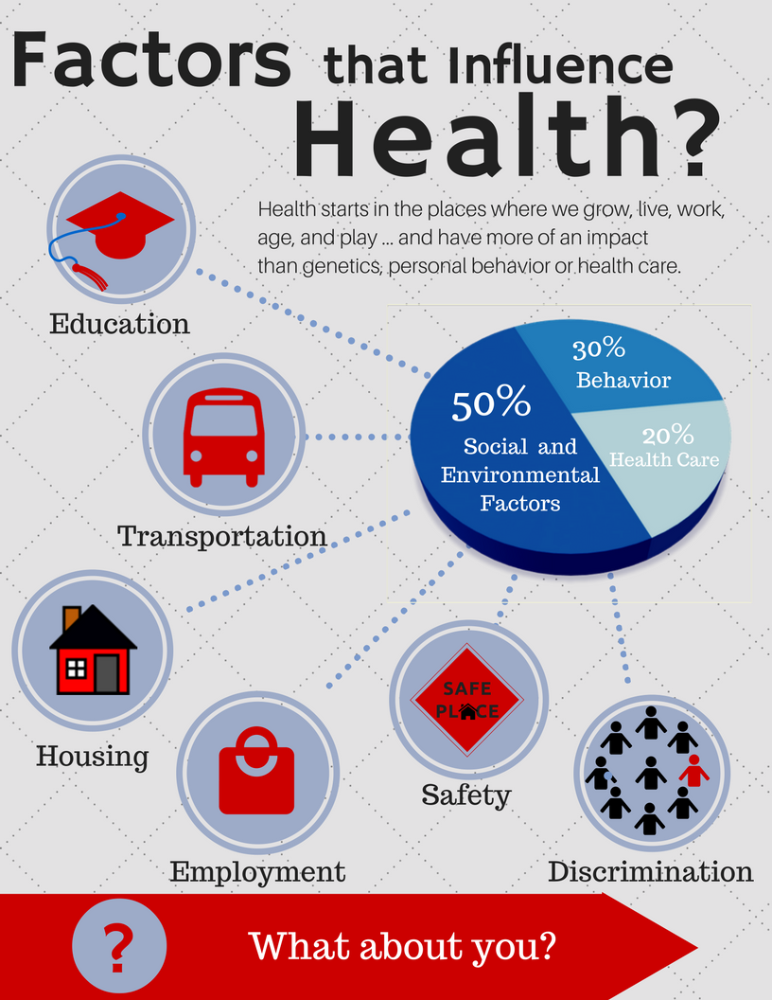 Factors that Influence
Health?
Health starts in the places where we grow, live, work,
age, and play ... and have more of an impact
than genetics, personal behavior or health care.
Education
30%
Behavior
50%
Social and
Environmental
Factors
20%
Health Care
Transportation
Housing
SAFE
PL CE
Safety
Employment
Discrimination
?
What about you?